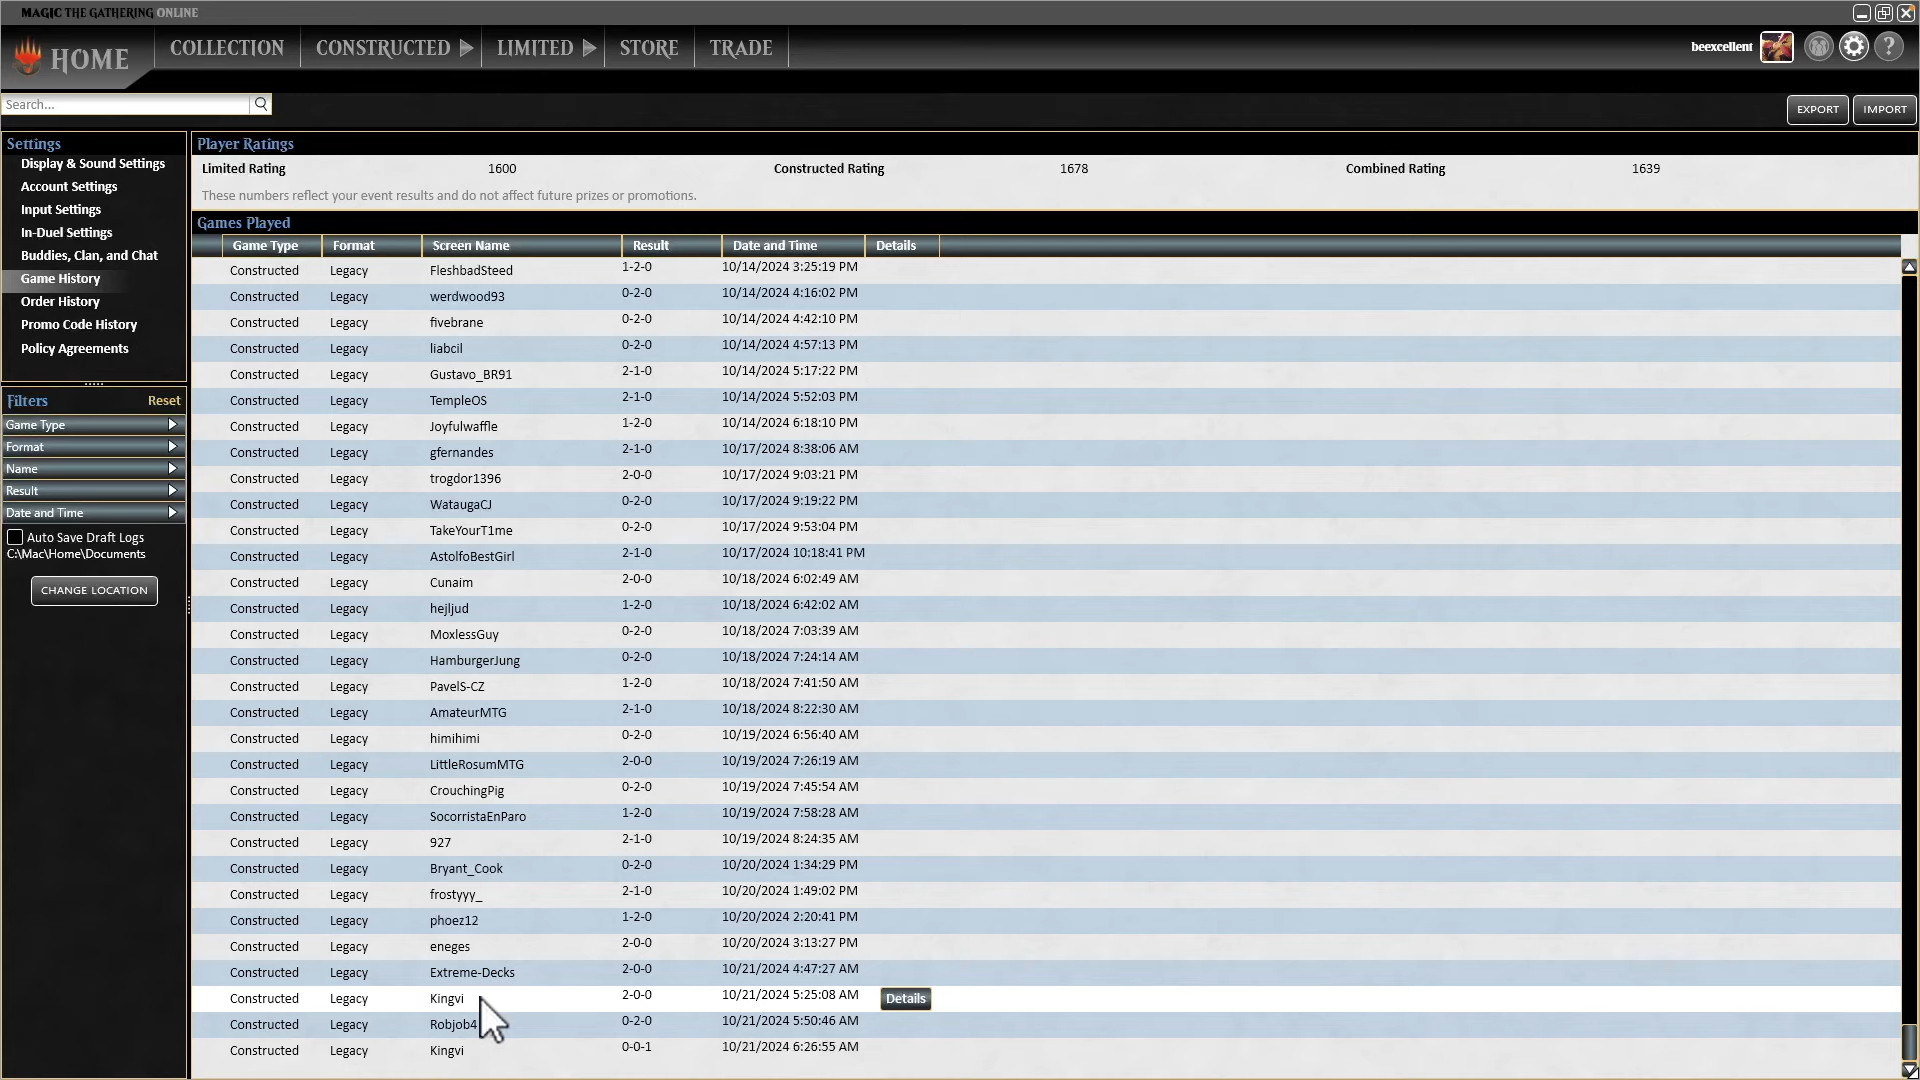 MAGIC THE GATHERING ONLINE
HOME
COLLECTION
CONSTRUCTED
LIMITED
STORE
TRADE
beexcellent
?
Search...
EXPORT
IMPORT
Settings
Display & Sound Settings
Account Settings
Input Settings
In-Duel Settings
Buddies, Clan, and Chat
Game History
Order History
Promo Code History
Policy Agreements
Filters Reset
Game Type
Format
Name
Result
Date and Time
Auto Save Draft Logs
C:\Mac\Home\Documents
CHANGE LOCATION
Player Ratings
Limited Rating 1600 Constructed Rating 1678 Combined Rating 1639
These numbers reflect your event results and do not affect future prizes or promotions.
Games Played
Game Type Format Screen Name Result Date and Time Details
Constructed Legacy FleshbadSteed 1-2-0 10/14/2024 3:25:19 PM
Constructed Legacy werdwood93 0-2-0 10/14/2024 4:16:02 PM
Constructed Legacy fivebrane 0-2-0 10/14/2024 4:42:10 PM
Constructed Legacy liabcil 0-2-0 10/14/2024 4:57:13 PM
Constructed Legacy Gustavo_BR91 2-1-0 10/14/2024 5:17:22 PM
Constructed Legacy TempleOS 2-1-0 10/14/2024 5:52:03 PM
Constructed Legacy Joyfulwaffle 1-2-0 10/14/2024 6:18:10 PM
Constructed Legacy gfernandes 2-1-0 10/17/2024 8:38:06 AM
Constructed Legacy trogdor1396 2-0-0 10/17/2024 9:03:21 PM
Constructed Legacy WataugaCJ 0-2-0 10/17/2024 9:19:22 PM
Constructed Legacy TakeYourT1me 0-2-0 10/17/2024 9:53:04 PM
Constructed Legacy AstolfoBestGirl 2-1-0 10/17/2024 10:18:41 PM
Constructed Legacy Cunaim 2-0-0 10/18/2024 6:02:49 AM
Constructed Legacy hejljud 1-2-0 10/18/2024 6:42:02 AM
Constructed Legacy MoxlessGuy 0-2-0 10/18/2024 7:03:39 AM
Constructed Legacy HamburgerJung 0-2-0 10/18/2024 7:24:14 AM
Constructed Legacy PavelS-CZ 1-2-0 10/18/2024 7:41:50 AM
Constructed Legacy AmateurMTG 2-1-0 10/18/2024 8:22:30 AM
Constructed Legacy himihimi 0-2-0 10/19/2024 6:56:40 AM
Constructed Legacy LittleRosumMTG 2-0-0 10/19/2024 7:26:19 AM
Constructed Legacy CrouchingPig 0-2-0 10/19/2024 7:45:54 AM
Constructed Legacy SocorristaEnParo 1-2-0 10/19/2024 7:58:28 AM
Constructed Legacy 927 2-1-0 10/19/2024 8:24:35 AM
Constructed Legacy Bryant_Cook 0-2-0 10/20/2024 1:34:29 PM
Constructed Legacy frostyyy_ 2-1-0 10/20/2024 1:49:02 PM
Constructed Legacy phoez12 1-2-0 10/20/2024 2:20:41 PM
Constructed Legacy eneges 2-0-0 10/20/2024 3:13:27 PM
Constructed Legacy Extreme-Decks 2-0-0 10/21/2024 4:47:27 AM
Constructed Legacy Kingvi 2-0-0 10/21/2024 5:25:08 AM Details
Constructed Legacy Robjob4 0-2-0 10/21/2024 5:50:46 AM
Constructed Legacy Kingvi 0-0-1 10/21/2024 6:26:55 AM